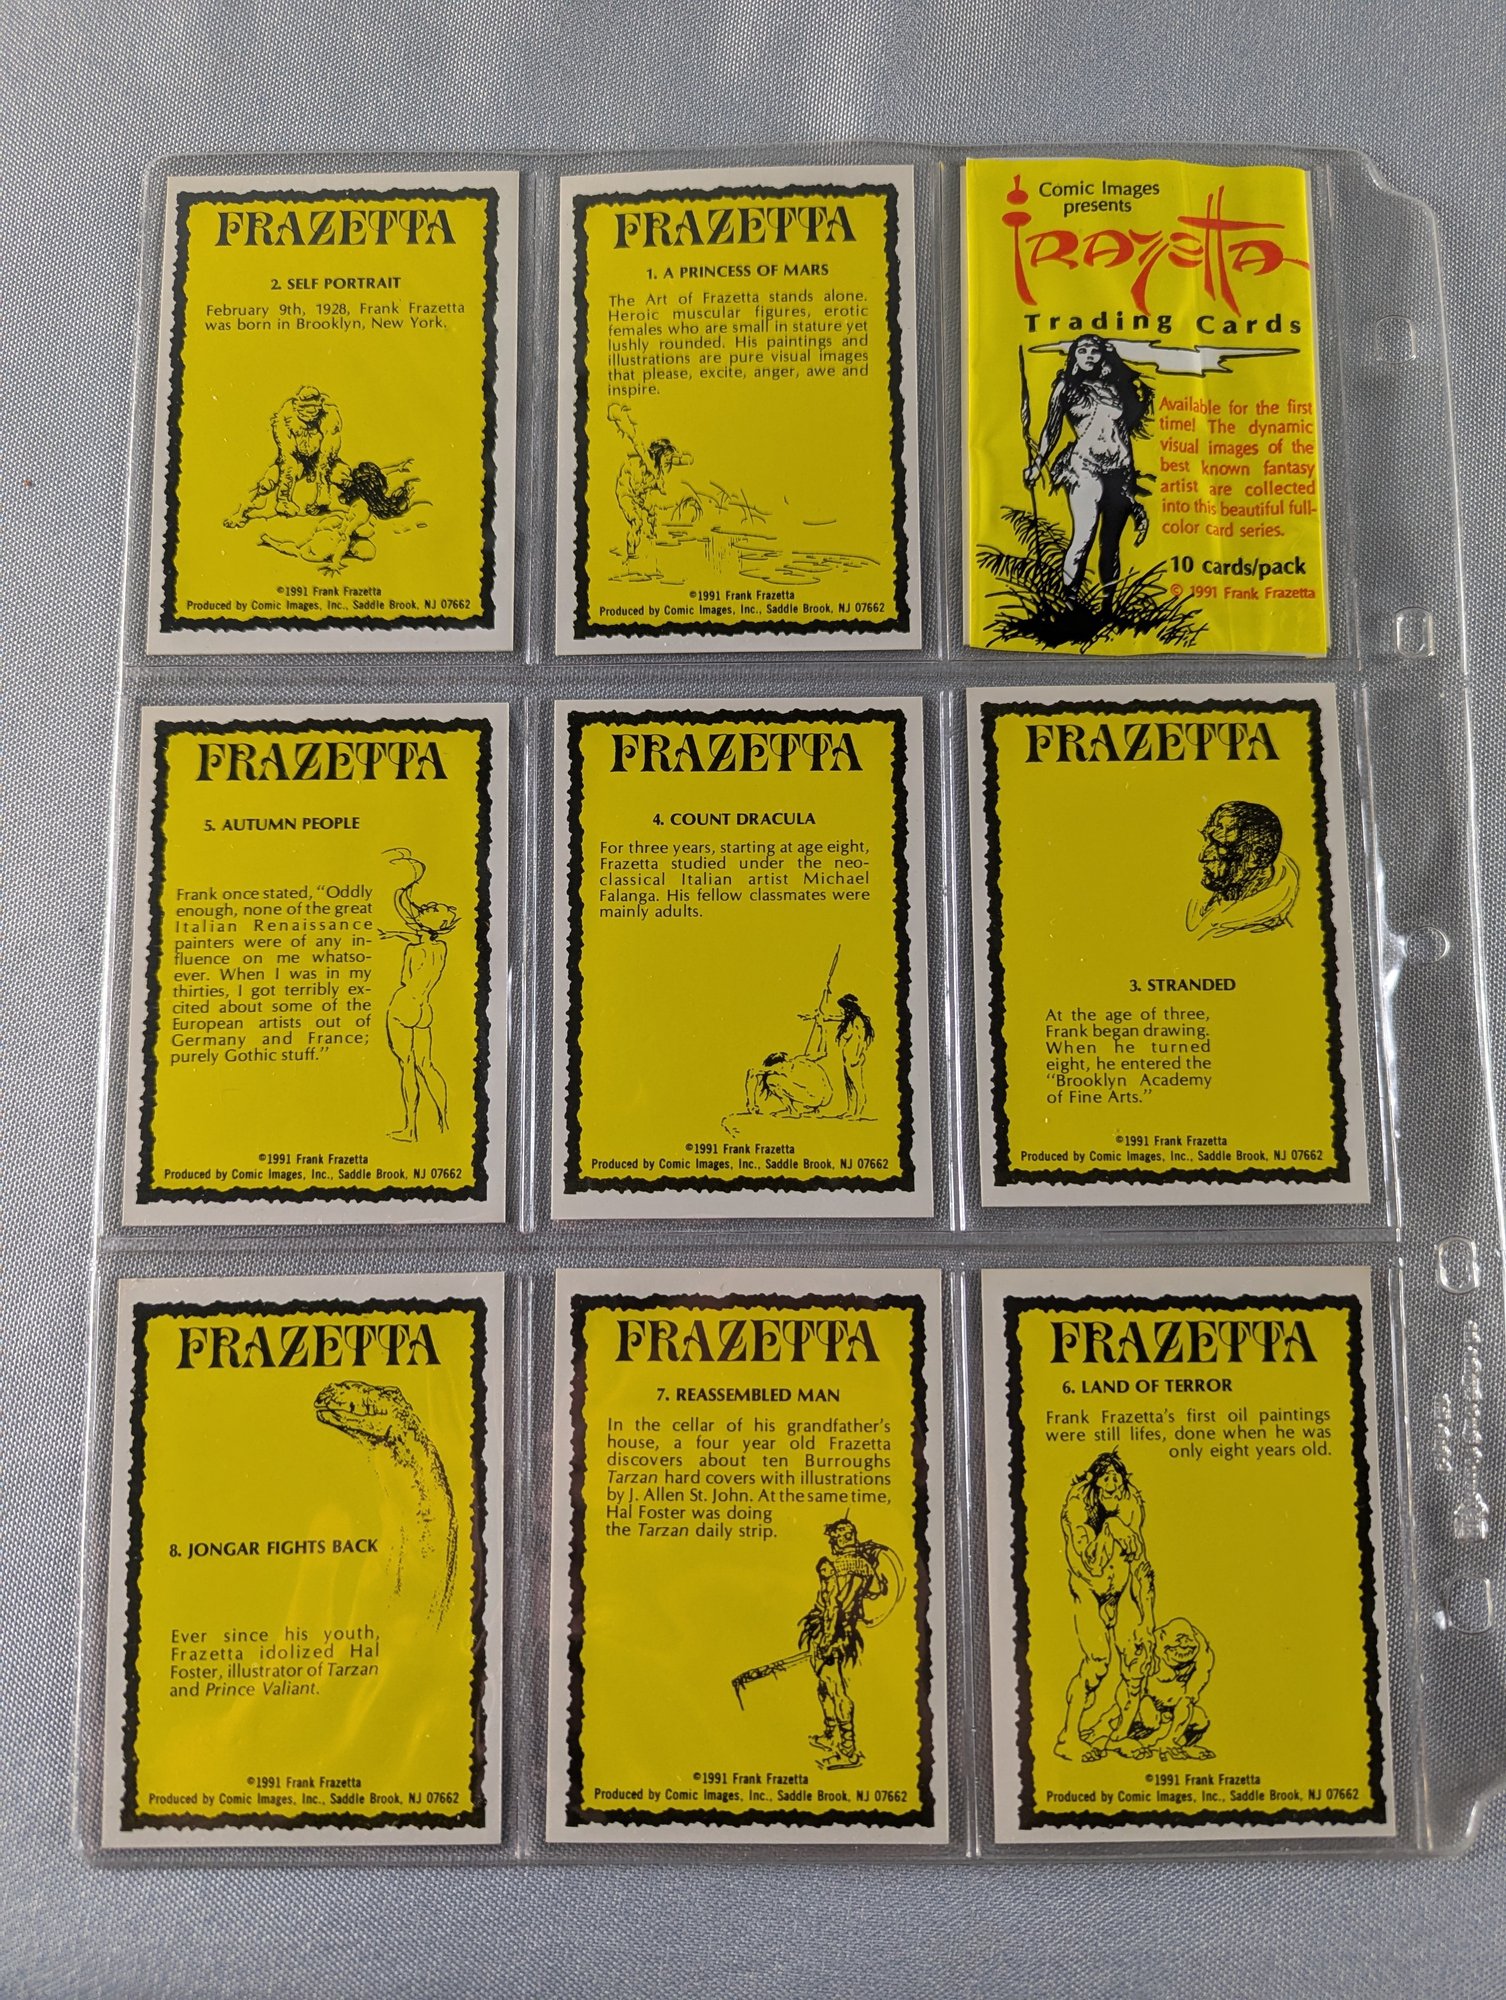 FRAZETTA
2. SELF PORTRAIT
February 9th, 1928, Frank Frazetta
was born in Brooklyn, New York.
©1991 Frank Frazetta
Produced by Comic Images, Inc., Saddle Brook, NJ 07662
FRAZETTA
1. A PRINCESS OF MARS
The Art of Frazetta stands alone.
Heroic muscular figures, erotic
females who are small in stature yet
lushly rounded. His paintings and
illustrations are pure visual images
that please, excite, anger, awe and
inspire.
©1991 Frank Frazetta
Produced by Comic Images, Inc., Saddle Brook, NJ 07662
Comic Images
presents
Frazetta
Trading Cards
Available for the first
time! The dynamic
visual images of the
best known fantasy
artist are collected
into this beautiful full-
color card series.
10 cards/pack
© 1991 Frank Frazetta
FRAZETTA
5. AUTUMN PEOPLE
Frank once stated, "Oddly
enough, none of the great
Italian Renaissance
painters were of any in-
fluence on me whatso-
ever. When I was in my
thirties, I got terribly ex-
cited about some of the
European artists out of
Germany and France;
purely Gothic stuff."
©1991 Frank Frazetta
Produced by Comic Images, Inc., Saddle Brook, NJ 07662
FRAZETTA
4. COUNT DRACULA
For three years, starting at age eight,
Frazetta studied under the neo-
classical Italian artist Michael
Falanga. His fellow classmates were
mainly adults.
©1991 Frank Frazetta
Produced by Comic Images, Inc., Saddle Brook, NJ 07662
FRAZETTA
3. STRANDED
At the age of three,
Frank began drawing.
When he turned
eight, he entered the
"Brooklyn Academy
of Fine Arts."
©1991 Frank Frazetta
Produced by Comic Images, Inc., Saddle Brook, NJ 07662
FRAZETTA
8. JONGAR FIGHTS BACK
Ever since his youth,
Frazetta idolized Hal
Foster, illustrator of Tarzan
and Prince Valiant.
©1991 Frank Frazetta
Produced by Comic Images, Inc., Saddle Brook, NJ 07662
FRAZETTA
7. REASSEMBLED MAN
In the cellar of his grandfather's
house, a four year old Frazetta
discovers about ten Burroughs
Tarzan hard covers with illustrations
by J. Allen St. John. At the same time,
Hal Foster was doing
the Tarzan daily strip.
©1991 Frank Frazetta
Produced by Comic Images, Inc., Saddle Brook, NJ 07662
FRAZETTA
6. LAND OF TERROR
Frank Frazetta's first oil paintings
were still lifes, done when he was
only eight years old.
©1991 Frank Frazetta
Produced by Comic Images, Inc., Saddle Brook, NJ 07662